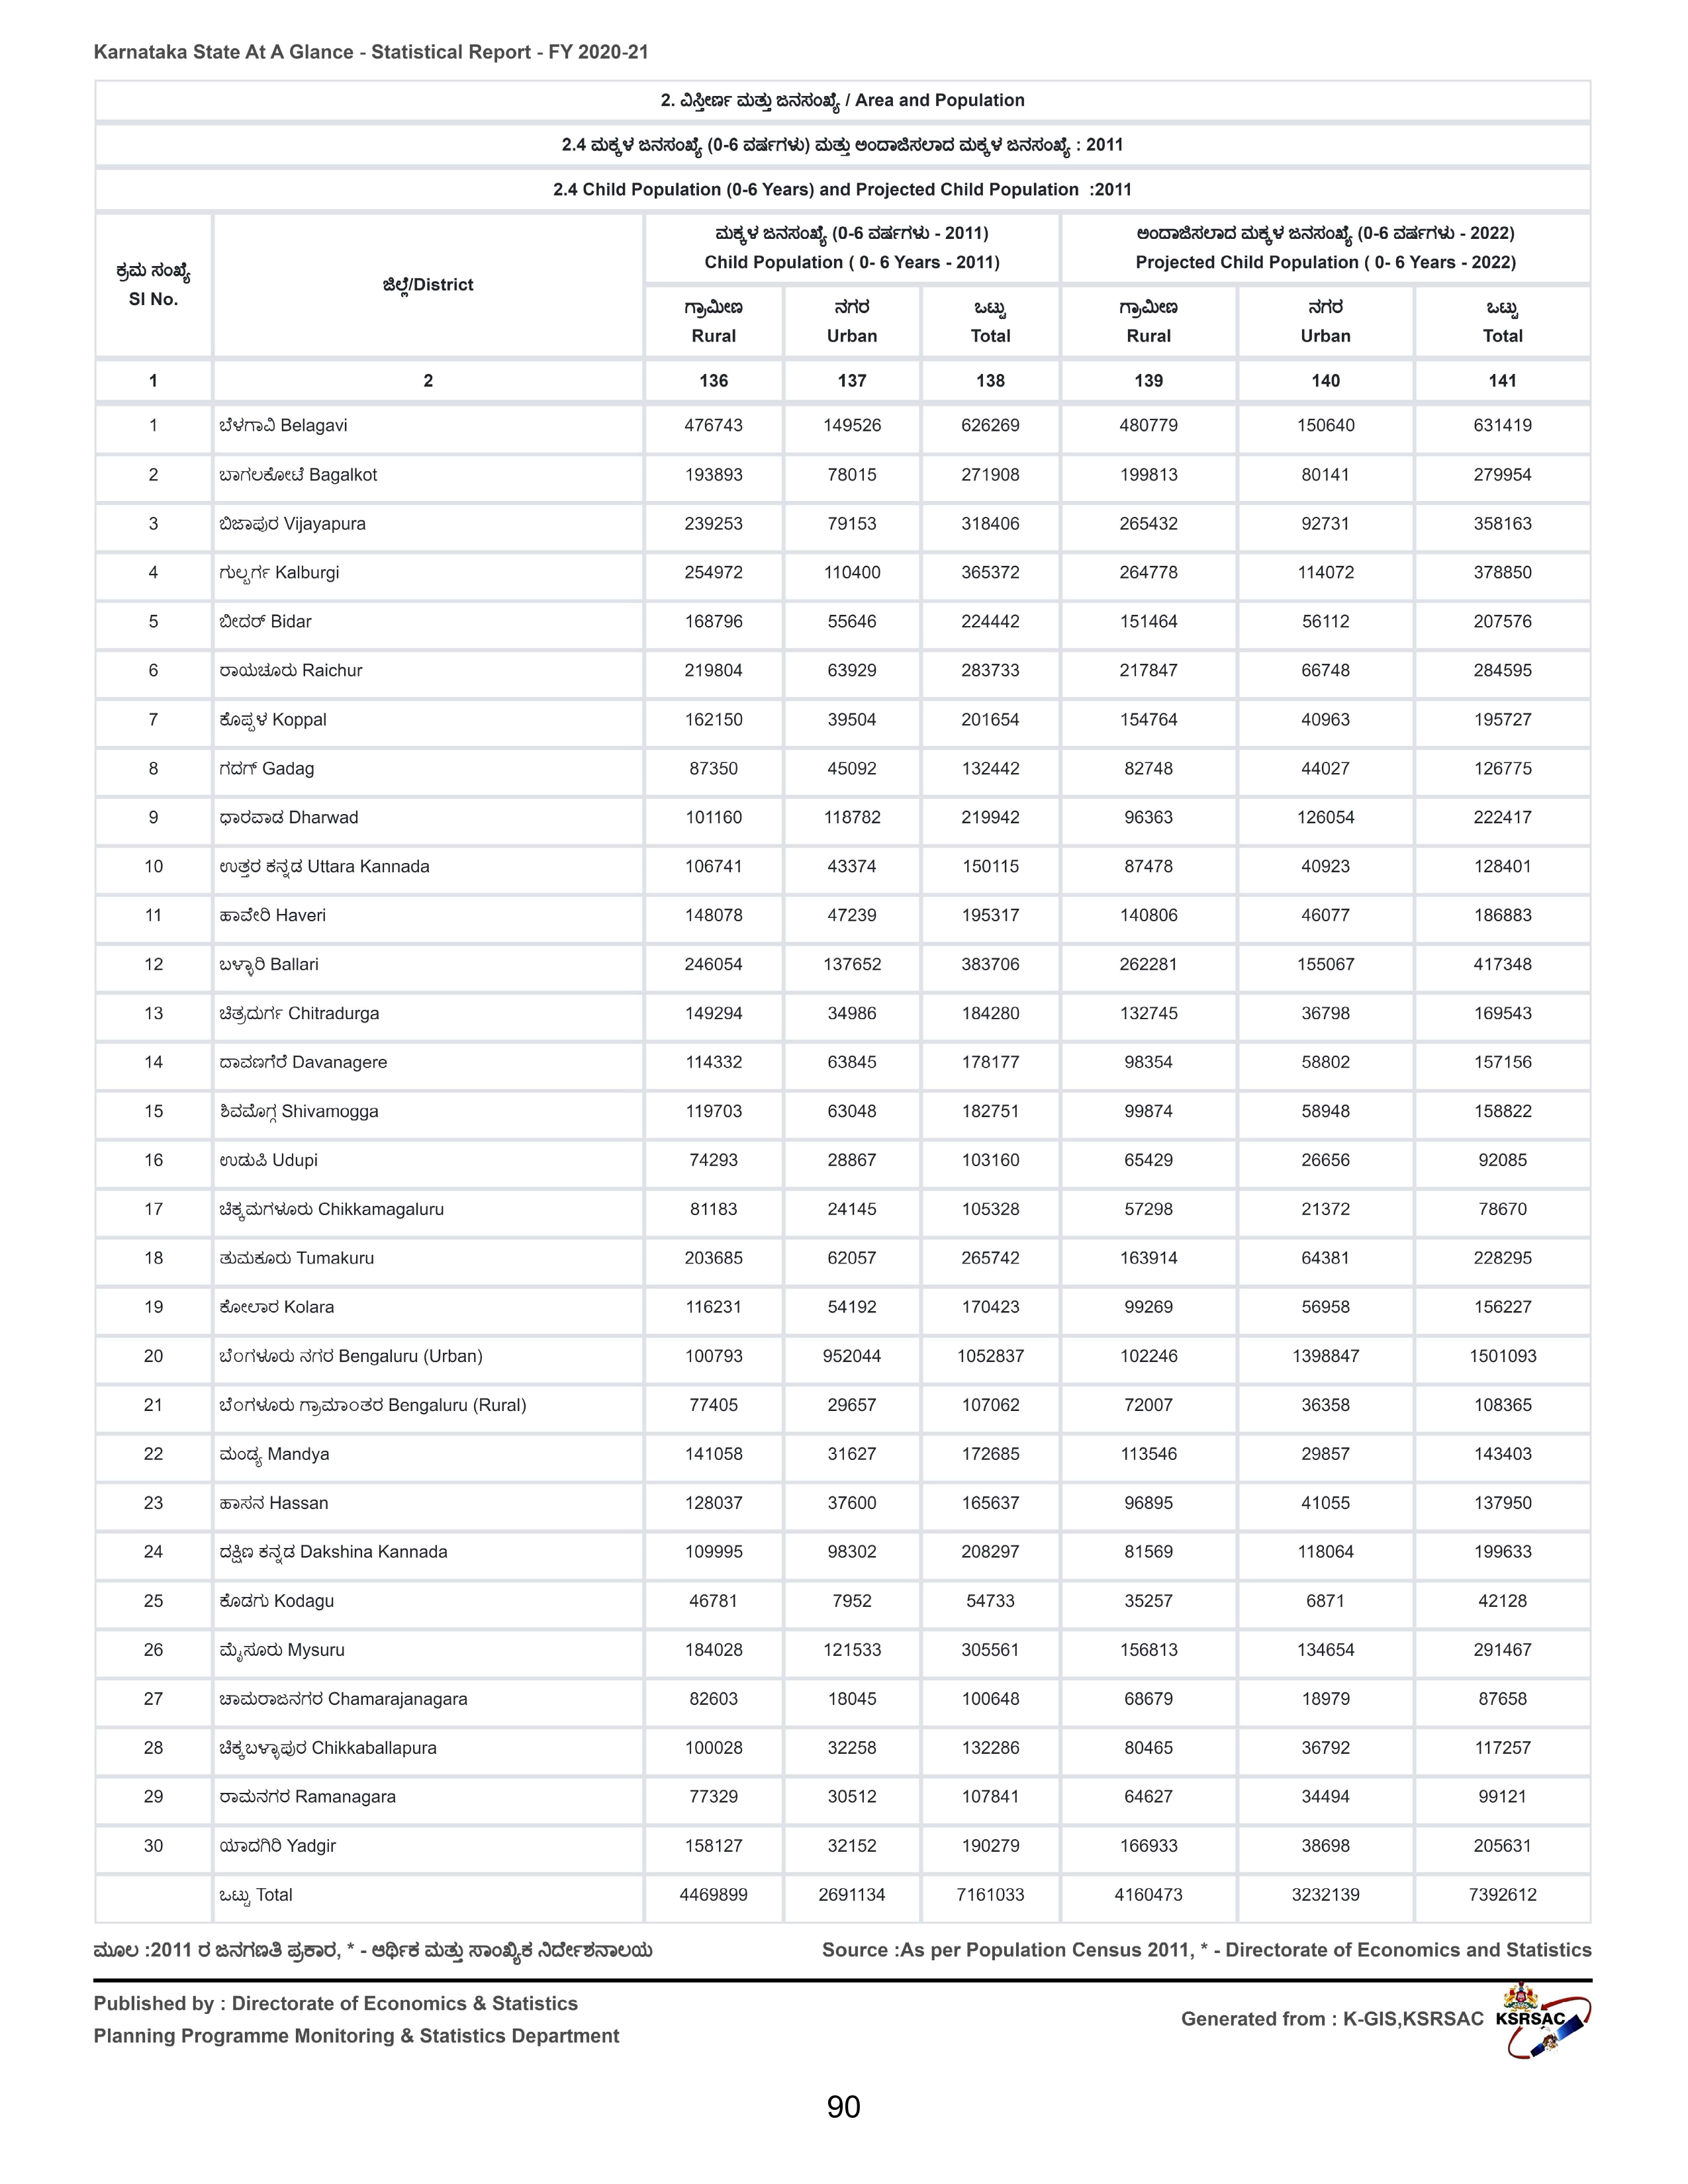 Karnataka State At A Glance - Statistical Report - FY 2020-21
2. ವಿಸ್ತೀರ್ಣ ಮತ್ತು ಜನಸಂಖ್ಯೆ / Area and Population
2.4 ಮಕ್ಕಳ ಜನಸಂಖ್ಯೆ (0-6 ವರ್ಷಗಳು) ಮತ್ತು ಅಂದಾಜಿಸಲಾದ ಮಕ್ಕಳ ಜನಸಂಖ್ಯೆ : 2011
2.4 Child Population (0-6 Years) and Projected Child Population :2011
ಕ್ರಮ ಸಂಖ್ಯೆ
Sl No.
ಜಿಲ್ಲೆ/District
ಮಕ್ಕಳ ಜನಸಂಖ್ಯೆ (0-6 ವರ್ಷಗಳು - 2011)
Child Population ( 0- 6 Years - 2011)
ಅಂದಾಜಿಸಲಾದ ಮಕ್ಕಳ ಜನಸಂಖ್ಯೆ (0-6 ವರ್ಷಗಳು - 2022)
Projected Child Population ( 0- 6 Years - 2022)
ಗ್ರಾಮೀಣ ನಗರ ಒಟ್ಟು ಗ್ರಾಮೀಣ ನಗರ ಒಟ್ಟು
Rural Urban Total Rural Urban Total
1 2 136 137 138 139 140 141
1 ಬೆಳಗಾವಿ Belagavi 476743 149526 626269 480779 150640 631419
2 ಬಾಗಲಕೋಟೆ Bagalkot 193893 78015 271908 199813 80141 279954
3 ಬಿಜಾಪುರ Vijayapura 239253 79153 318406 265432 92731 358163
4 ಗುಲ್ಬರ್ಗ Kalburgi 254972 110400 365372 264778 114072 378850
5 ಬೀದರ್ Bidar 168796 55646 224442 151464 56112 207576
6 ರಾಯಚೂರು Raichur 219804 63929 283733 217847 66748 284595
7 ಕೊಪ್ಪಳ Koppal 162150 39504 201654 154764 40963 195727
8 ಗದಗ್ Gadag 87350 45092 132442 82748 44027 126775
9 ಧಾರವಾಡ Dharwad 101160 118782 219942 96363 126054 222417
10 ಉತ್ತರ ಕನ್ನಡ Uttara Kannada 106741 43374 150115 87478 40923 128401
11 ಹಾವೇರಿ Haveri 148078 47239 195317 140806 46077 186883
12 ಬಳ್ಳಾರಿ Ballari 246054 137652 383706 262281 155067 417348
13 ಚಿತ್ರದುರ್ಗ Chitradurga 149294 34986 184280 132745 36798 169543
14 ದಾವಣಗೆರೆ Davanagere 114332 63845 178177 98354 58802 157156
15 ಶಿವಮೊಗ್ಗ Shivamogga 119703 63048 182751 99874 58948 158822
16 ಉಡುಪಿ Udupi 74293 28867 103160 65429 26656 92085
17 ಚಿಕ್ಕಮಗಳೂರು Chikkamagaluru 81183 24145 105328 57298 21372 78670
18 ತುಮಕೂರು Tumakuru 203685 62057 265742 163914 64381 228295
19 ಕೋಲಾರ Kolara 116231 54192 170423 99269 56958 156227
20 ಬೆಂಗಳೂರು ನಗರ Bengaluru (Urban) 100793 952044 1052837 102246 1398847 1501093
21 ಬೆಂಗಳೂರು ಗ್ರಾಮಾಂತರ Bengaluru (Rural) 77405 29657 107062 72007 36358 108365
22 ಮಂಡ್ಯ Mandya 141058 31627 172685 113546 29857 143403
23 ಹಾಸನ Hassan 128037 37600 165637 96895 41055 137950
24 ದಕ್ಷಿಣ ಕನ್ನಡ Dakshina Kannada 109995 98302 208297 81569 118064 199633
25 ಕೊಡಗು Kodagu 46781 7952 54733 35257 6871 42128
26 ಮೈಸೂರು Mysuru 184028 121533 305561 156813 134654 291467
27 ಚಾಮರಾಜನಗರ Chamarajanagara 82603 18045 100648 68679 18979 87658
28 ಚಿಕ್ಕಬಳ್ಳಾಪುರ Chikkaballapura 100028 32258 132286 80465 36792 117257
29 ರಾಮನಗರ Ramanagara 77329 30512 107841 64627 34494 99121
30 ಯಾದಗಿರಿ Yadgir 158127 32152 190279 166933 38698 205631
ಒಟ್ಟು Total 4469899 2691134 7161033 4160473 3232139 7392612
ಮೂಲ :2011 ರ ಜನಗಣತಿ ಪ್ರಕಾರ, * - ಆರ್ಥಿಕ ಮತ್ತು ಸಾಂಖ್ಯಿಕ ನಿರ್ದೇಶನಾಲಯ Source :As per Population Census 2011, * - Directorate of Economics and Statistics
Published by : Directorate of Economics & Statistics
Planning Programme Monitoring & Statistics Department
Generated from : K-GIS,KSRSAC KSRSAC
90